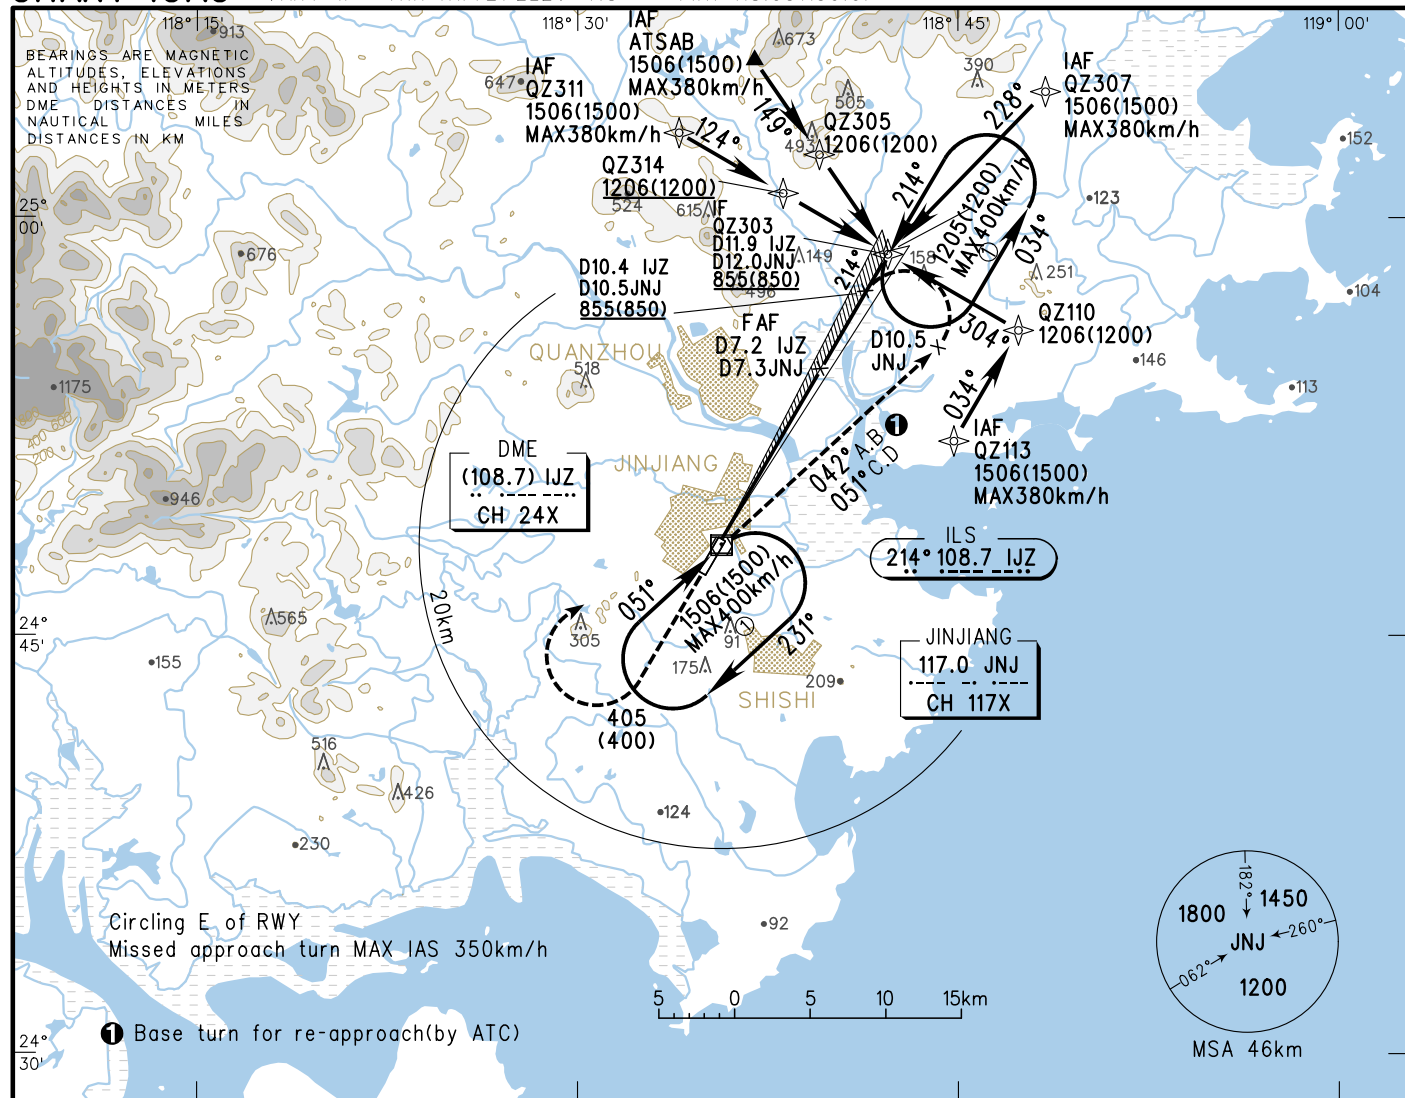 118° 15'
118° 30'
118° 45'
119° 00'
BEARINGS ARE MAGNETIC
ALTITUDES, ELEVATIONS
AND HEIGHTS IN METERS
DME DISTANCES IN
NAUTICAL MILES
DISTANCES IN KM
913
647
IAF
QZ311
1506(1500)
MAX380km/h
IAF
ATSAB
1506(1500)
MAX380km/h
673
390
505
IAF
QZ307
1506(1500)
MAX380km/h
124°
149°
228°
493
QZ305
1206(1200)
152
QZ314
1206(1200)
524
615
214°
1205(1200)
MAX400km/h
1
034°
123
25°
00'
IF
QZ303
D11.9 IJZ
D12.0JNJ
855(850)
496
149
214°
158
251
676
104
D10.4 IJZ
D10.5JNJ
855(850)
FAF
D7.2 IJZ
D7.3JNJ
D10.5
JNJ
304°
QZ110
1206(1200)
QUANZHOU
518
146
1175
113
034°
400
600
200
IAF
QZ113
1506(1500)
MAX380km/h
1
042° A.B
051° C.D
DME
(108.7) IJZ
CH 24X
JINJIANG
946
ILS
214° 108.7 IJZ
20km
051°
1506(1500)
MAX400km/h
1
231°
305
91
175
565
24°
45'
155
SHISHI
209
JINJIANG
117.0 JNJ
CH 117X
405
(400)
516
426
124
230
92
Circling E of RWY
Missed approach turn MAX IAS 350km/h
1 Base turn for re-approach(by ATC)
5 0 5 10 15km
182°
1800
1450
JNJ
260°
062°
1200
MSA 46km
24°
30'